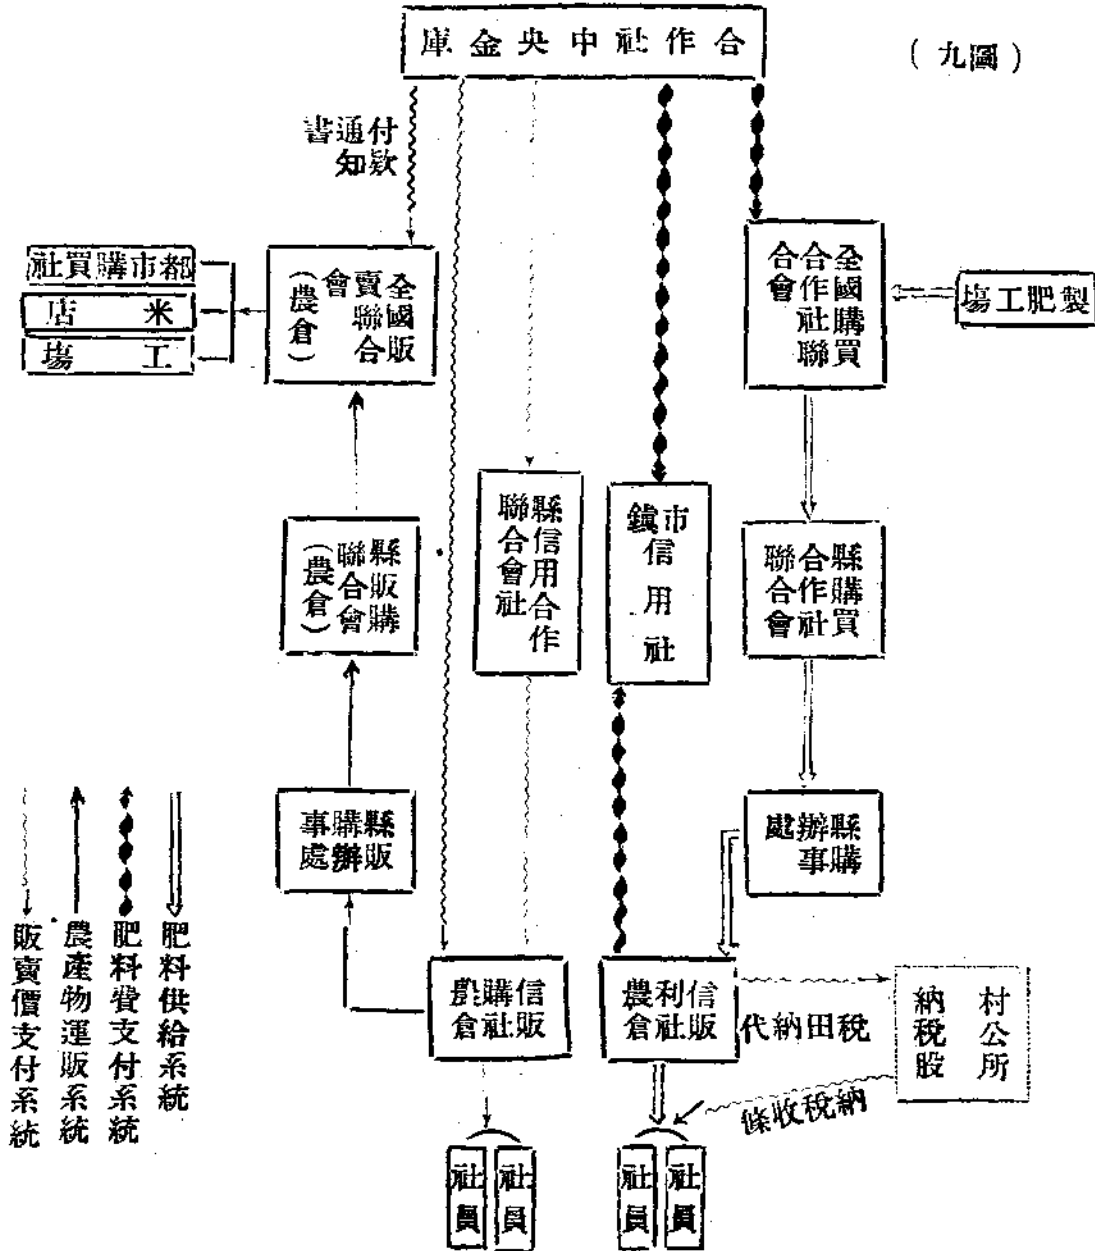 （圖九）
合作社中央金庫
付欵
通知
書
全國販
賣聯合
會
（農倉）
都市購買社
米店
工塲
全國購買
合作社聯
合會
製肥工塲
縣信用合作
聯合會社
市鎮
信用社
縣購買
合作社
聯合會
縣販購
聯合會
（農倉）
縣販
購辦
事處
縣購
辦事
處
信販
購社
農倉
信販
利社
農倉
代納田稅
村公所
納稅股
納稅收條
社員
社員
社員
社員
肥料供給系統
肥料費支付系統
農產物運販系統
販賣價支付系統